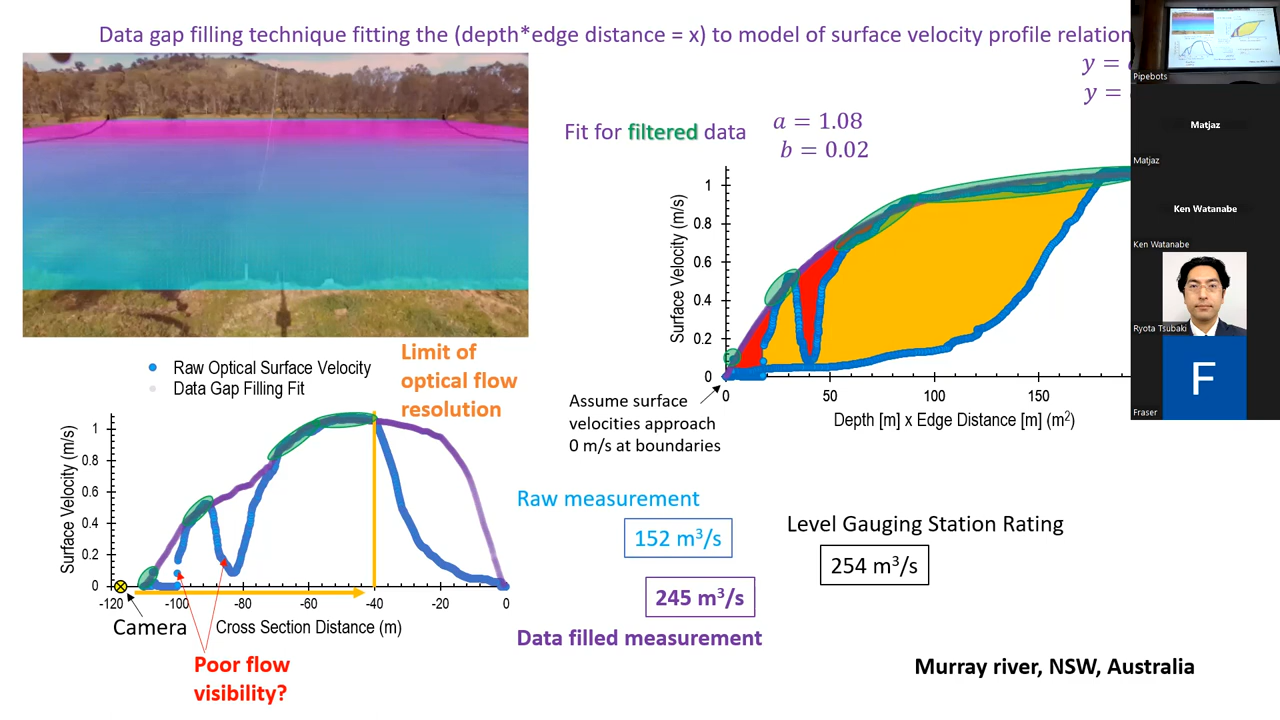 Data gap filling technique fitting the (depth*edge distance = x) to model of surface velocity profile relation
y =
y =
Fit for filtered data
a = 1.08
b = 0.02
Surface Velocity (m/s)
1
0.8
0.6
0.4
0.2
0
0 50 100 150
Depth [m] x Edge Distance [m] (m²)
Assume surface
velocities approach
0 m/s at boundaries
Raw Optical Surface Velocity
Data Gap Filling Fit
Limit of
optical flow
resolution
Surface Velocity (m/s)
1
0.8
0.6
0.4
0.2
0
-120 -100 -80 -60 -40 -20 0
Camera
Cross Section Distance (m)
Poor flow
visibility?
Raw measurement
152 m³/s
245 m³/s
Data filled measurement
Level Gauging Station Rating
254 m³/s
Murray river, NSW, Australia
Pipebots
Matjaz
Matjaz
Ken Watanabe
Ken Watanabe
Ryota Tsubaki
F
Fraser